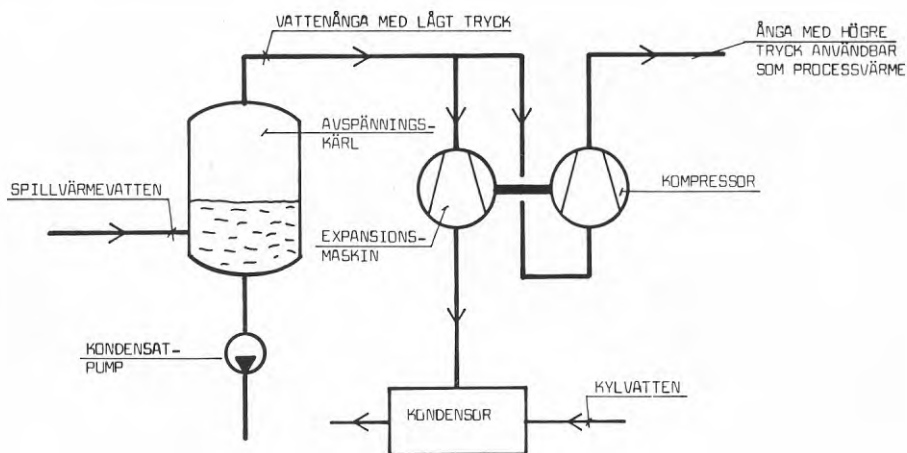 VATTENÅNGA MED LÅGT TRYCK
ÅNGA MED HÖGRE
TRYCK ANVÄNDBAR
SOM PROCESSVÄRME
AVSPÄNNINGS-
KÄRL
SPILLVÄRMEVATTEN
KOMPRESSOR
EXPANSIONS-
MASKIN
KONDENSAT-
PUMP
KONDENSOR
KYLVATTEN